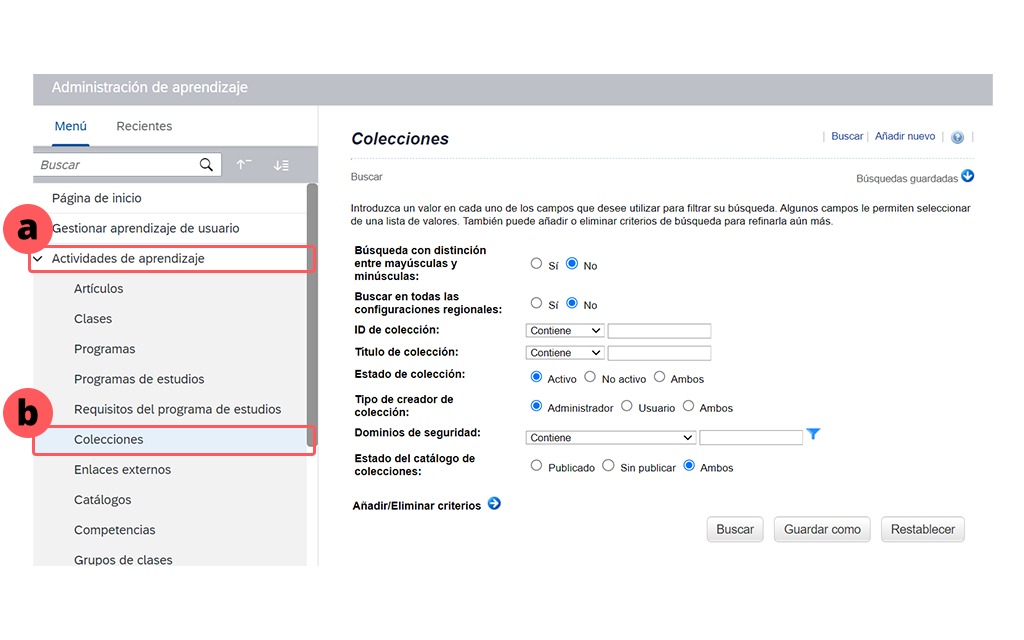 Administración de aprendizaje
Menú
Recientes
Buscar
Página de inicio
a
Gestionar aprendizaje de usuario
Actividades de aprendizaje
Artículos
Clases
Programas
Programas de estudios
b
Requisitos del programa de estudios
Colecciones
Enlaces externos
Catálogos
Competencias
Grupos de clases
Colecciones
| Buscar | Añadir nuevo | ? |
Buscar
Búsquedas guardadas
Introduzca un valor en cada uno de los campos que desee utilizar para filtrar su búsqueda. Algunos campos le permiten seleccionar
de una lista de valores. También puede añadir o eliminar criterios de búsqueda para refinarla aún más.
Búsqueda con distinción
entre mayúsculas y
minúsculas:
Sí No
Buscar en todas las
configuraciones regionales:
Sí No
ID de colección: Contiene
Titulo de colección: Contiene
Estado de colección: Activo No activo Ambos
Tipo de creador de
colección:
Administrador Usuario Ambos
Dominios de seguridad: Contiene
Estado del catálogo de
colecciones:
Publicado Sin publicar Ambos
Añadir/Eliminar criterios
Buscar Guardar como Restablecer